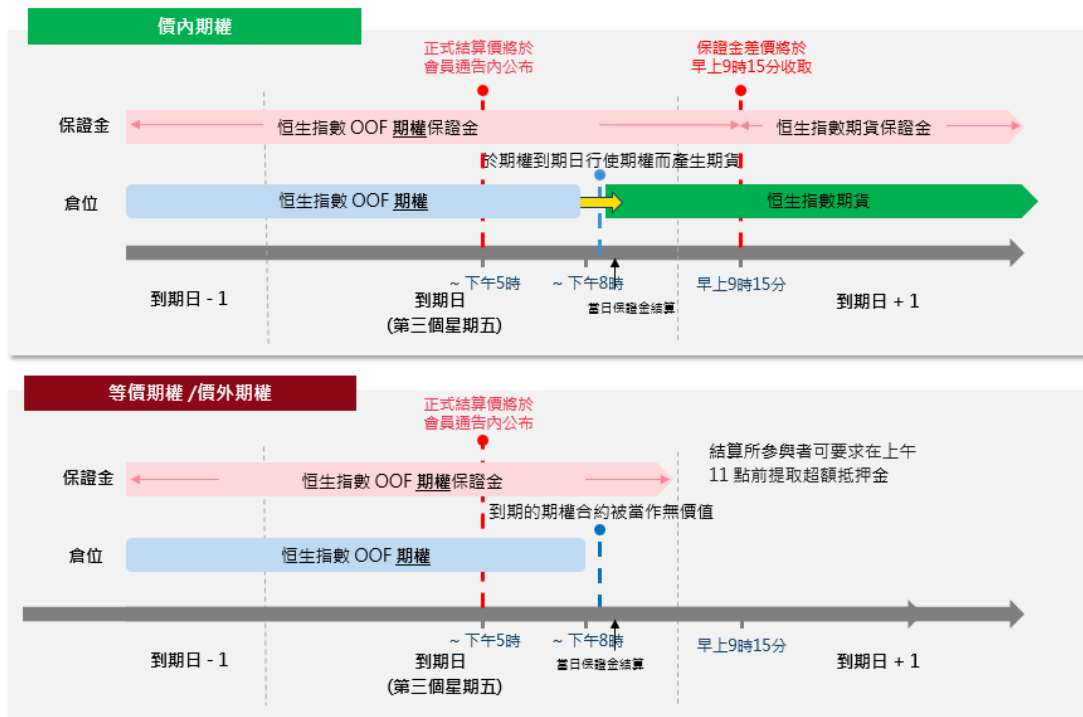 價內期權
正式結算價將於
會員通告內公布
保證金差價將於
早上9時15分收取
保證金
恒生指數 OOF 期權保證金
恒生指數期貨保證金
於期權到期日行使期權而產生期貨
倉位
恒生指數 OOF 期權
恒生指數期貨
~ 下午5時
~ 下午8時
早上9時15分
當日保證金結算
到期日 - 1
到期日
(第三個星期五)
到期日 + 1
等價期權 /價外期權
正式結算價將於
會員通告內公布
結算所參與者可要求在上午
11 點前提取超額抵押金
保證金
恒生指數 OOF 期權保證金
到期的期權合約被當作無價值
倉位
恒生指數 OOF 期權
~ 下午5時
~ 下午8時
早上9時15分
當日保證金結算
到期日 - 1
到期日
(第三個星期五)
到期日 + 1